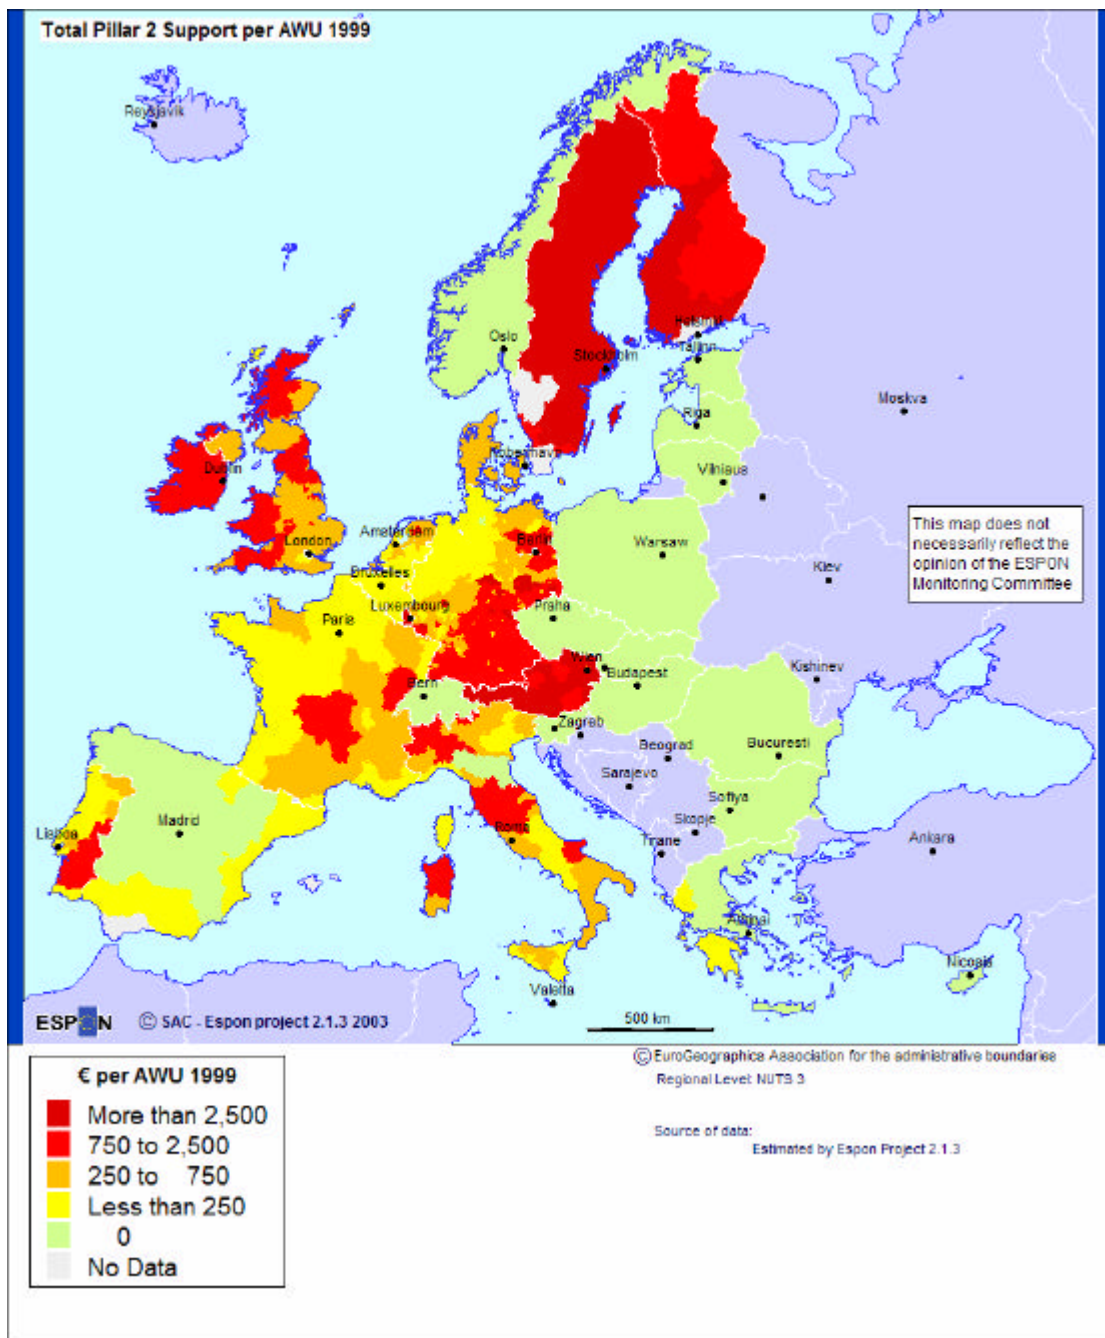 Total Pillar 2 Support per AWU 1999
Reykjavik
Oslo
Helsinki
Tallinn
Stockholm
Riga
Moskva
Kobenhavn
Vilniaus
Dublin
Amsterdam
Berlin
London
Warsaw
Bruxelles
Kiev
Luxembourg
Praha
Paris
Wien
Budapest
Kishinev
Bern
Zagreb
Beograd
Bucuresti
Sarajevo
Sofiya
Madrid
Skopje
Lisboa
Roma
Tirane
Ankara
Athinai
Nicosia
Valetta
This map does not
necessarily reflect the
opinion of the ESPON
Monitoring Committee
ESPON © SAC - Espon project 2.1.3 2003
500 km
© EuroGeographica Association for the administrative boundaries
Regional Level: NUTS 3
Source of data:
Estimated by Espon Project 2.1.3
€ per AWU 1999
More than 2,500
750 to 2,500
250 to 750
Less than 250
0
No Data